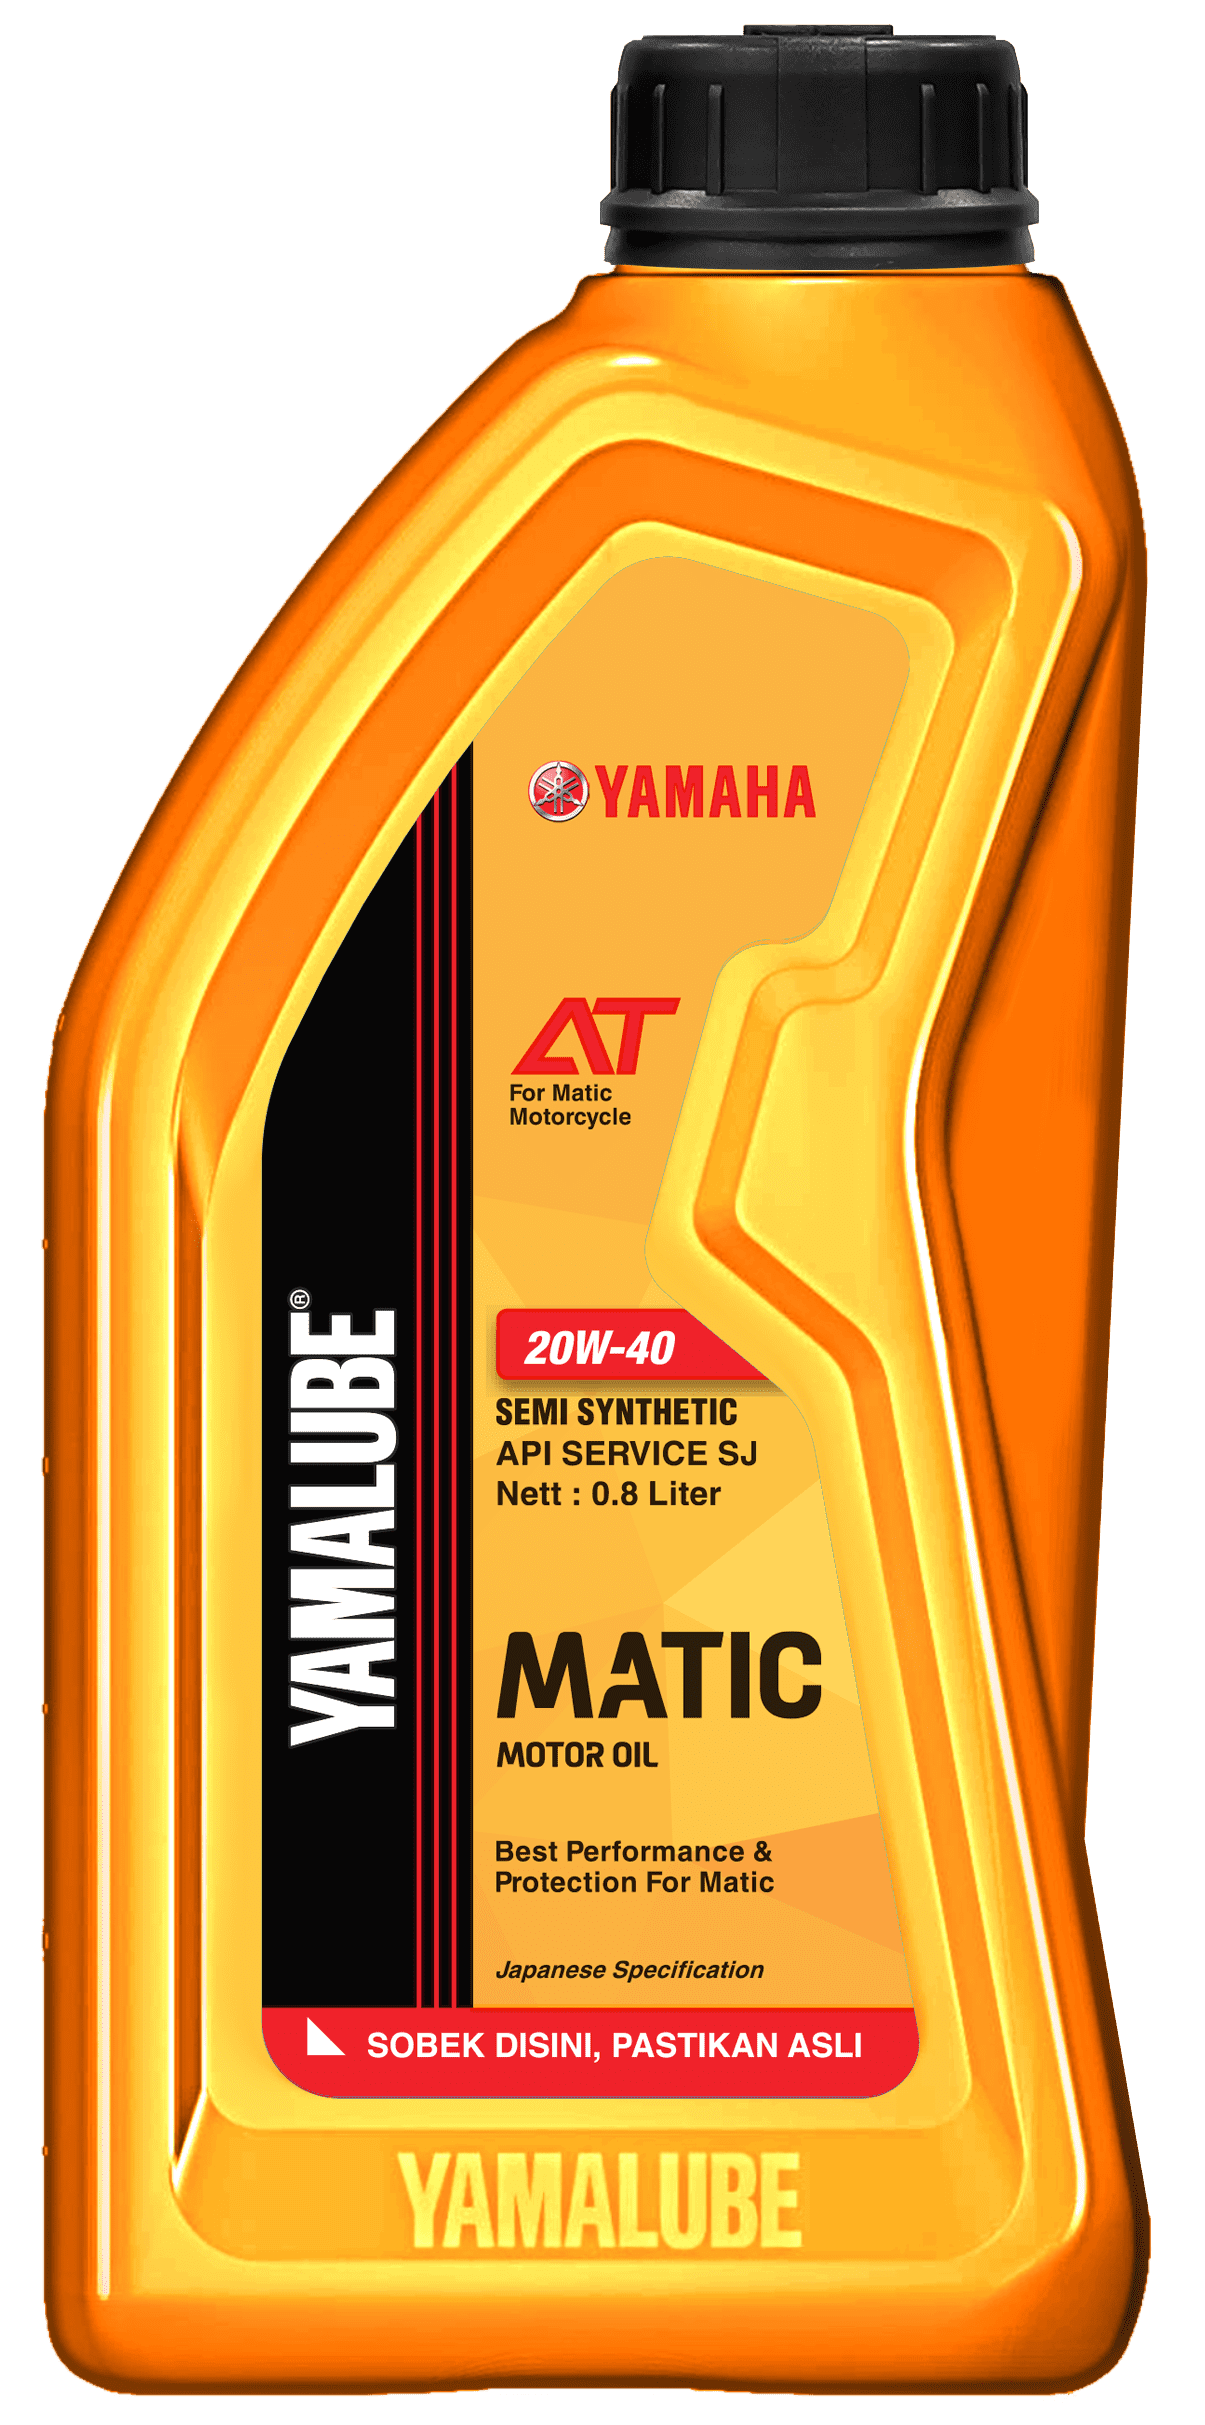 YAMAHA
AT
For Matic
Motorcycle
YAMALUBE®
20W-40
SEMI SYNTHETIC
API SERVICE SJ
Nett : 0.8 Liter
MATIC
MOTOR OIL
Best Performance &
Protection For Matic
Japanese Specification
SOBEK DISINI, PASTIKAN ASLI
YAMALUBE